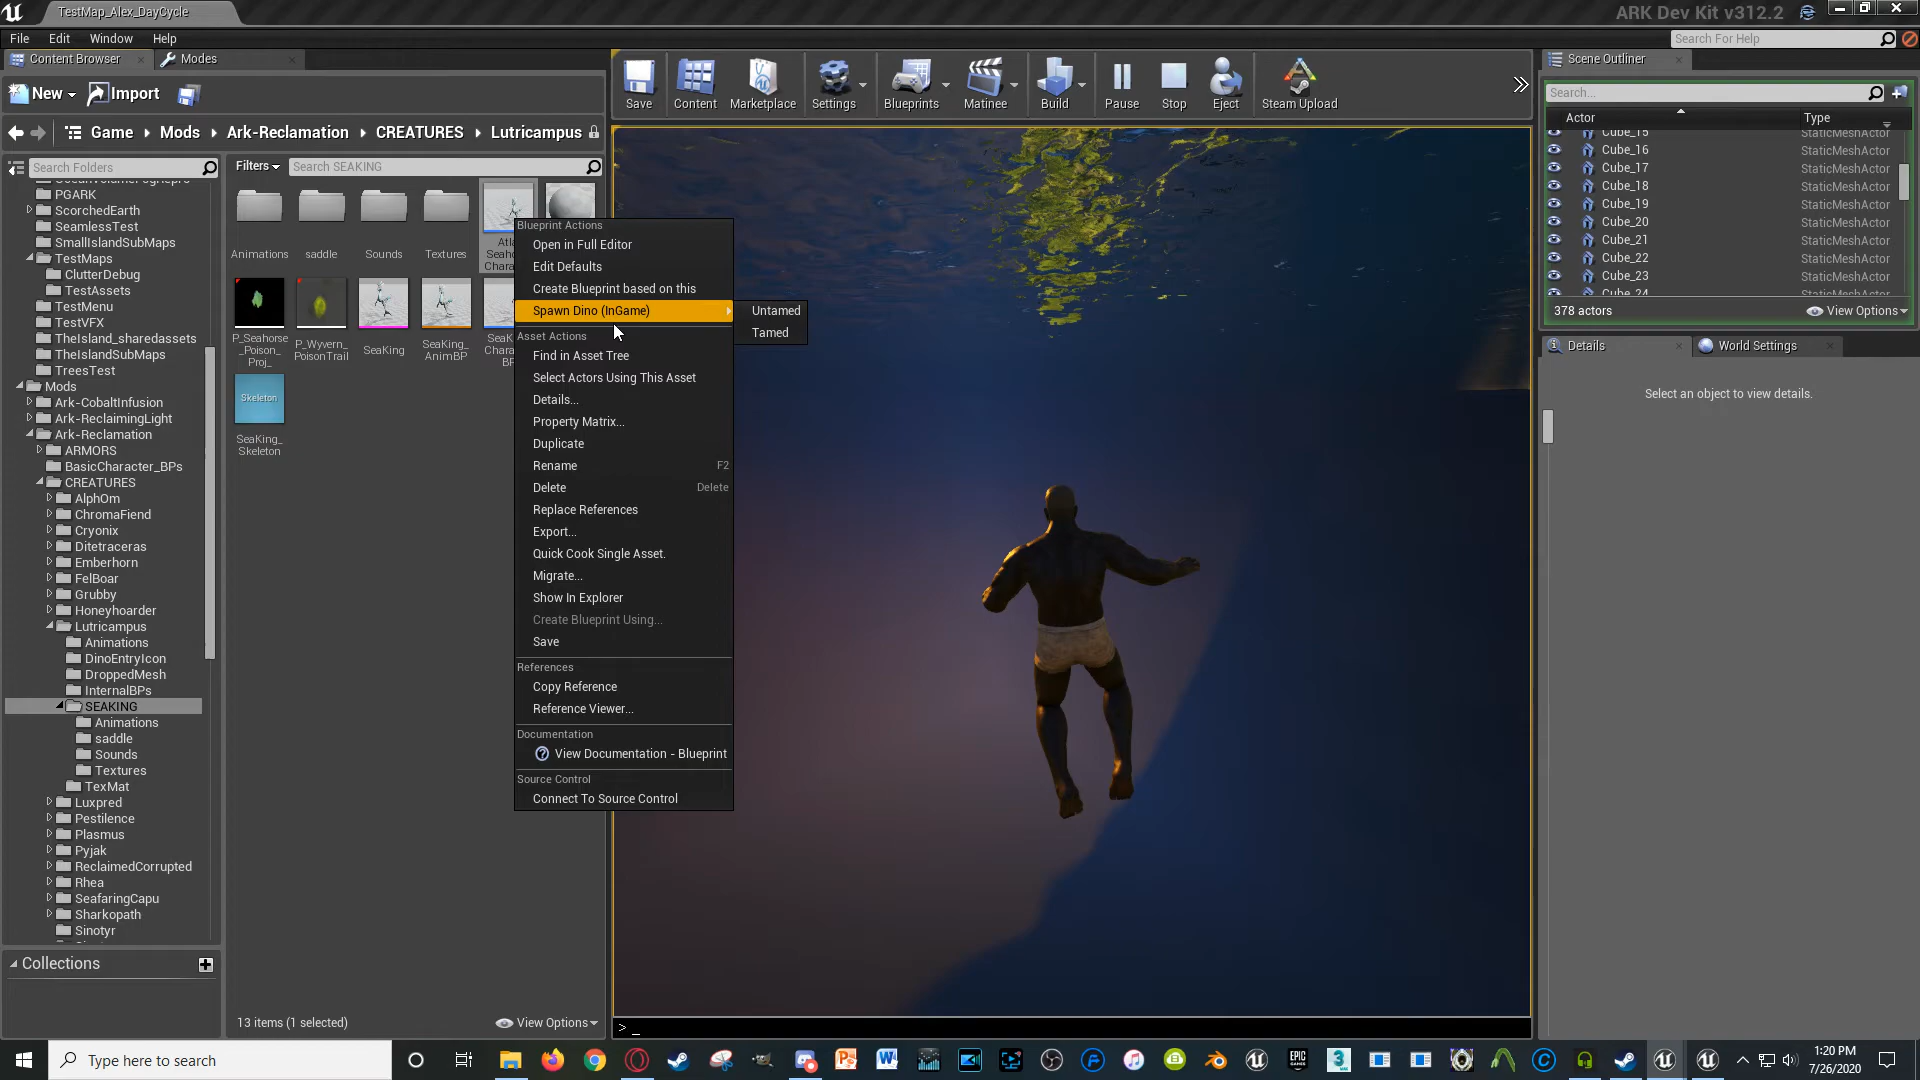 TestMap_Alex_DayCycle
ARK Dev Kit v312.2
File Edit Window Help
Search For Help
Content Browser
Modes
New
Import
Save
Content
Marketplace
Settings
Blueprints
Matinee
Build
Pause
Stop
Eject
Steam Upload
Game Mods Ark-Reclamation CREATURES Lutricampus
Search Folders
PGARK
ScorchedEarth
SeamlessTest
SmallIslandSubMaps
TestMaps
ClutterDebug
TestAssets
TestMenu
TestVFX
TheIsland_sharedassets
TheIslandSubMaps
TreesTest
Mods
Ark-CobaltInfusion
Ark-ReclaimingLight
Ark-Reclamation
ARMORS
BasicCharacter_BPs
CREATURES
AlphOm
ChromaFiend
Cryonix
Ditetraceras
Emberhorn
FelBoar
Grubby
Honeyhoarder
Lutricampus
Animations
DinoEntryIcon
DroppedMesh
InternalBPs
SEAKING
Animations
saddle
Sounds
Textures
TexMat
Luxpred
Pestilence
Plasmus
Pyjak
ReclaimedCorrupted
Rhea
SeafaringCapu
Sharkopath
Sinotyr
Collections
Filters
Search SEAKING
Animations
saddle
Sounds
Textures
P_Seahorse_
Poison_
Proj_
P_Wyvern_
PoisonTrail
SeaKing
SeaKing_
AnimBP
Skeleton
SeaKing_
Skeleton
13 items (1 selected)
View Options
Blueprint Actions
Open in Full Editor
Edit Defaults
Create Blueprint based on this
Spawn Dino (InGame)
Untamed
Tamed
Asset Actions
Find in Asset Tree
Select Actors Using This Asset
Details...
Property Matrix...
Duplicate
Rename F2
Delete Delete
Replace References
Export...
Quick Cook Single Asset.
Migrate...
Show In Explorer
Create Blueprint Using...
Save
References
Copy Reference
Reference Viewer...
Documentation
View Documentation - Blueprint
Source Control
Connect To Source Control
> _
Scene Outliner
Search...
Actor Type
Cube_15 StaticMeshActor
Cube_16 StaticMeshActor
Cube_17 StaticMeshActor
Cube_18 StaticMeshActor
Cube_19 StaticMeshActor
Cube_20 StaticMeshActor
Cube_21 StaticMeshActor
Cube_22 StaticMeshActor
Cube_23 StaticMeshActor
Cube_24 StaticMeshActor
378 actors
View Options
Details
World Settings
Select an object to view details.
Type here to search
1:20 PM
7/26/2020